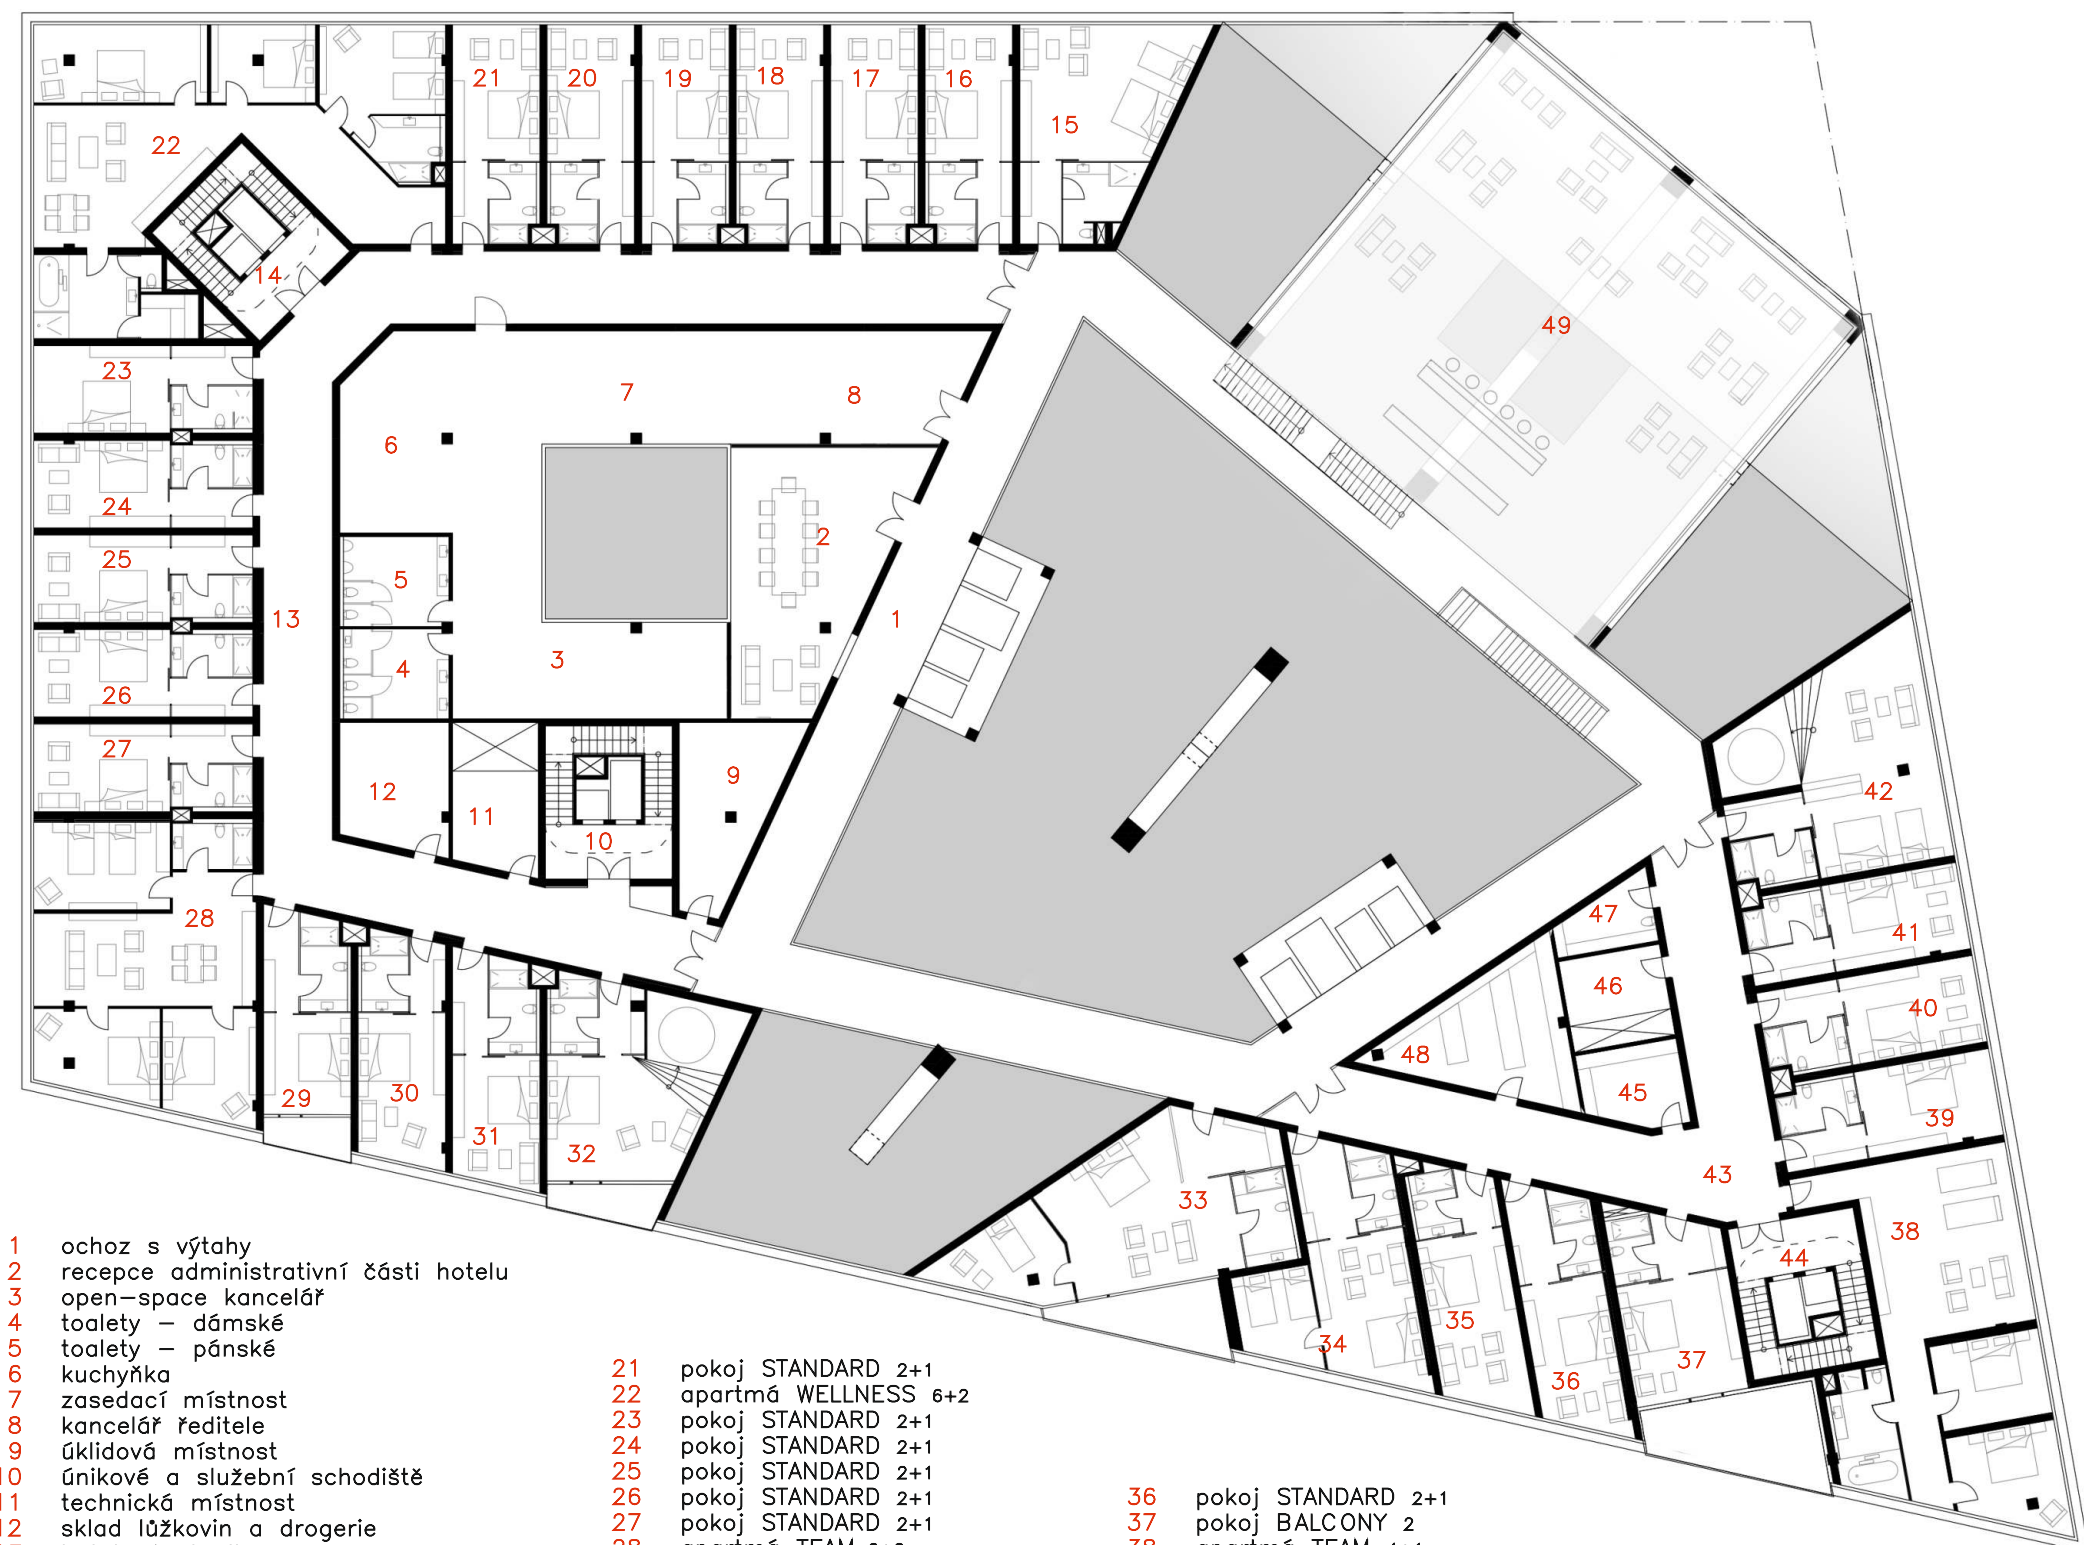 21
20
19
18
17
16
15
22
14
49
23
7
8
6
24
2
25
5
13
1
3
4
26
27
9
42
12
11
10
28
47
41
46
40
48
29
30
45
39
31
32
43
33
38
44
35
34
37
36
1 ochoz s výtahy
2 recepce administrativní části hotelu
3 open-space kancelář
4 toalety – dámské
5 toalety – pánské
6 kuchyňka
7 zasedací místnost
8 kancelář ředitele
9 úklidová místnost
10 únikové a služební schodiště
11 technická místnost
12 sklad lůžkovin a drogerie
21 pokoj STANDARD 2+1
22 apartmá WELLNESS 6+2
23 pokoj STANDARD 2+1
24 pokoj STANDARD 2+1
25 pokoj STANDARD 2+1
26 pokoj STANDARD 2+1
27 pokoj STANDARD 2+1
28 apartmá TEAM
36 pokoj STANDARD 2+1
37 pokoj BALCONY 2
38 apartmá TEAM